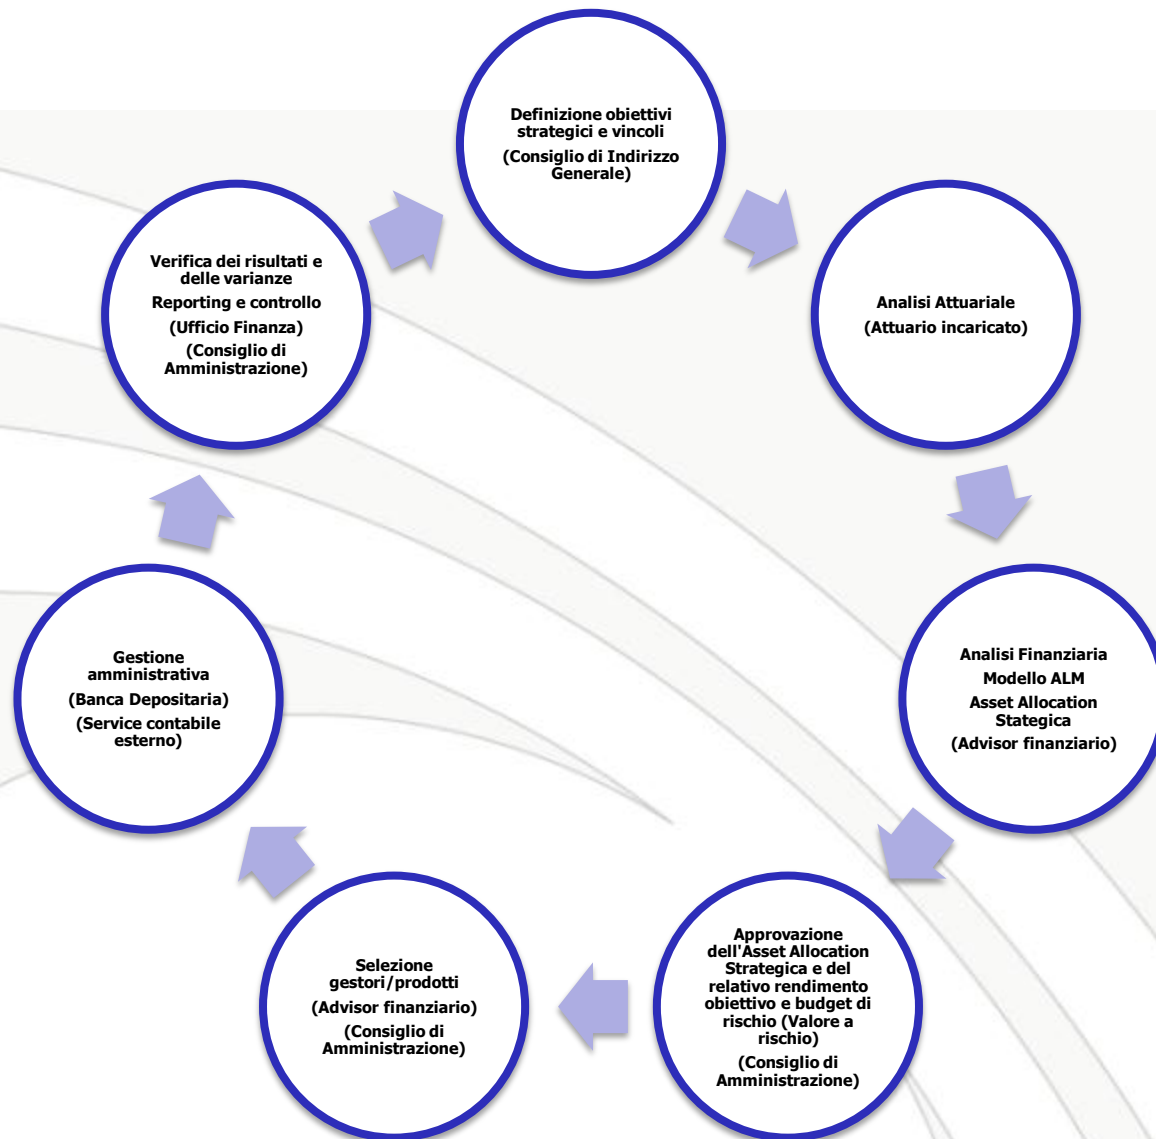 Definizione obiettivi
strategici e vincoli
(Consiglio di Indirizzo
Generale)
Analisi Attuariale
(Attuario incaricato)
Analisi Finanziaria
Modello ALM
Asset Allocation
Stategica
(Advisor finanziario)
Approvazione
dell'Asset Allocation
Strategica e del
relativo rendimento
obiettivo e budget di
rischio (Valore a
rischio)
(Consiglio di
Amministrazione)
Selezione
gestori/prodotti
(Advisor finanziario)
(Consiglio di
Amministrazione)
Gestione
amministrativa
(Banca Depositaria)
(Service contabile
esterno)
Verifica dei risultati e
delle varianze
Reporting e controllo
(Ufficio Finanza)
(Consiglio di
Amministrazione)